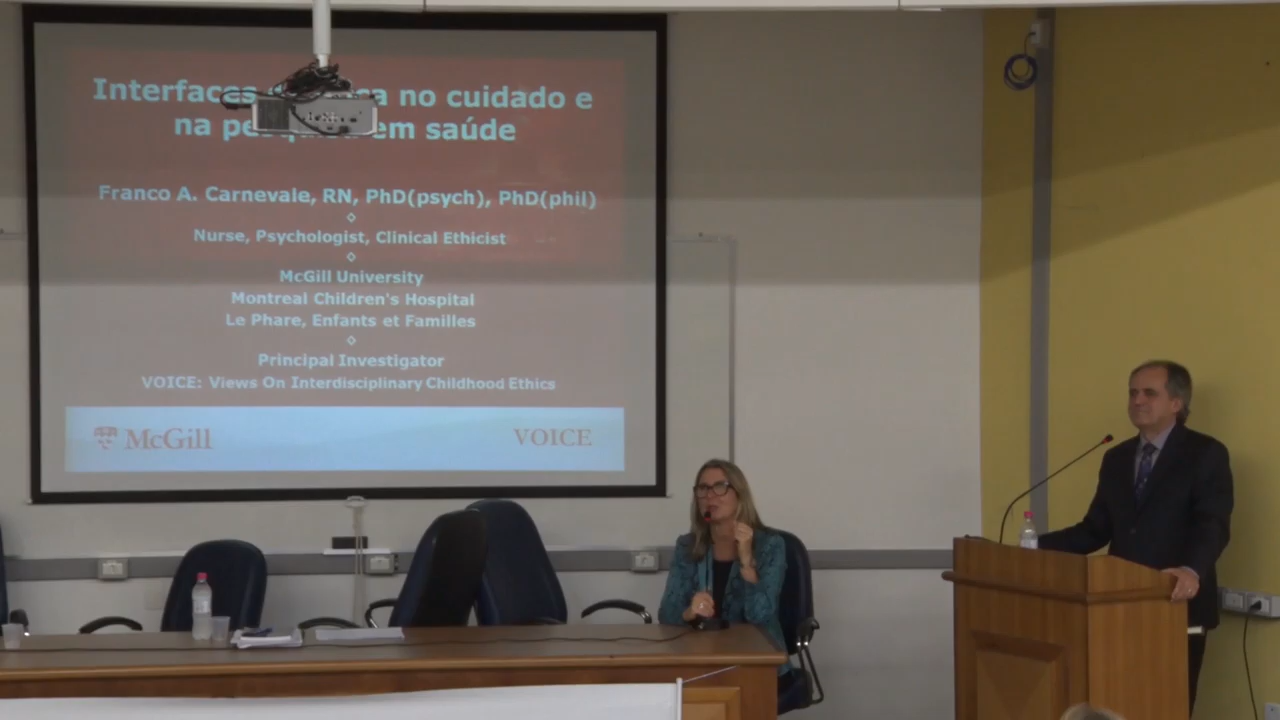 Interfaces no cuidado e
na em saúde
Franco A. Carnevale, RN, PhD(psych), PhD(phil)
Nurse, Psychologist, Clinical Ethicist
McGill University
Montreal Children's Hospital
Le Phare, Enfants et Familles
Principal Investigator
VOICE: Views On Interdisciplinary Childhood Ethics
McGill
VOICE